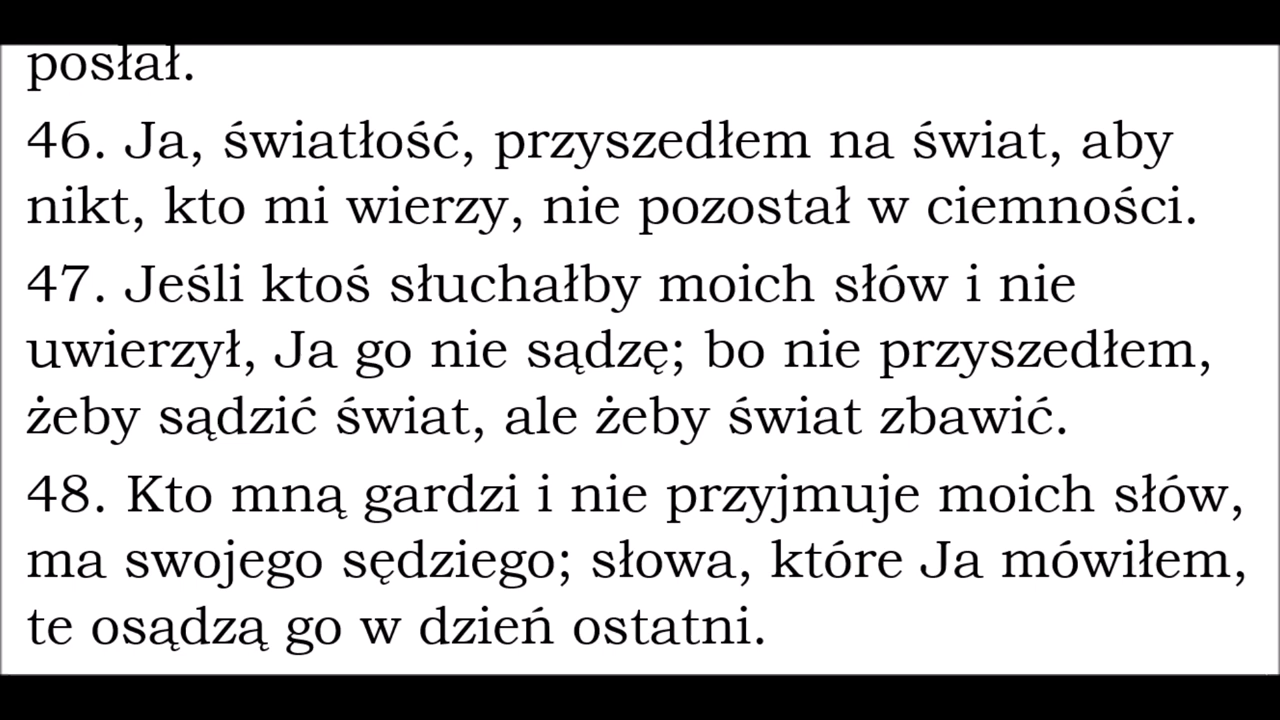 posłał.
46. Ja, światłość, przyszedłem na świat, aby
nikt, kto mi wierzy, nie pozostał w ciemności.
47. Jeśli ktoś słuchałby moich słów i nie
uwierzył, Ja go nie sądzę; bo nie przyszedłem,
żeby sądzić świat, ale żeby świat zbawić.
48. Kto mną gardzi i nie przyjmuje moich słów,
ma swojego sędziego; słowa, które Ja mówiłem,
te osądzą go w dzień ostatni.